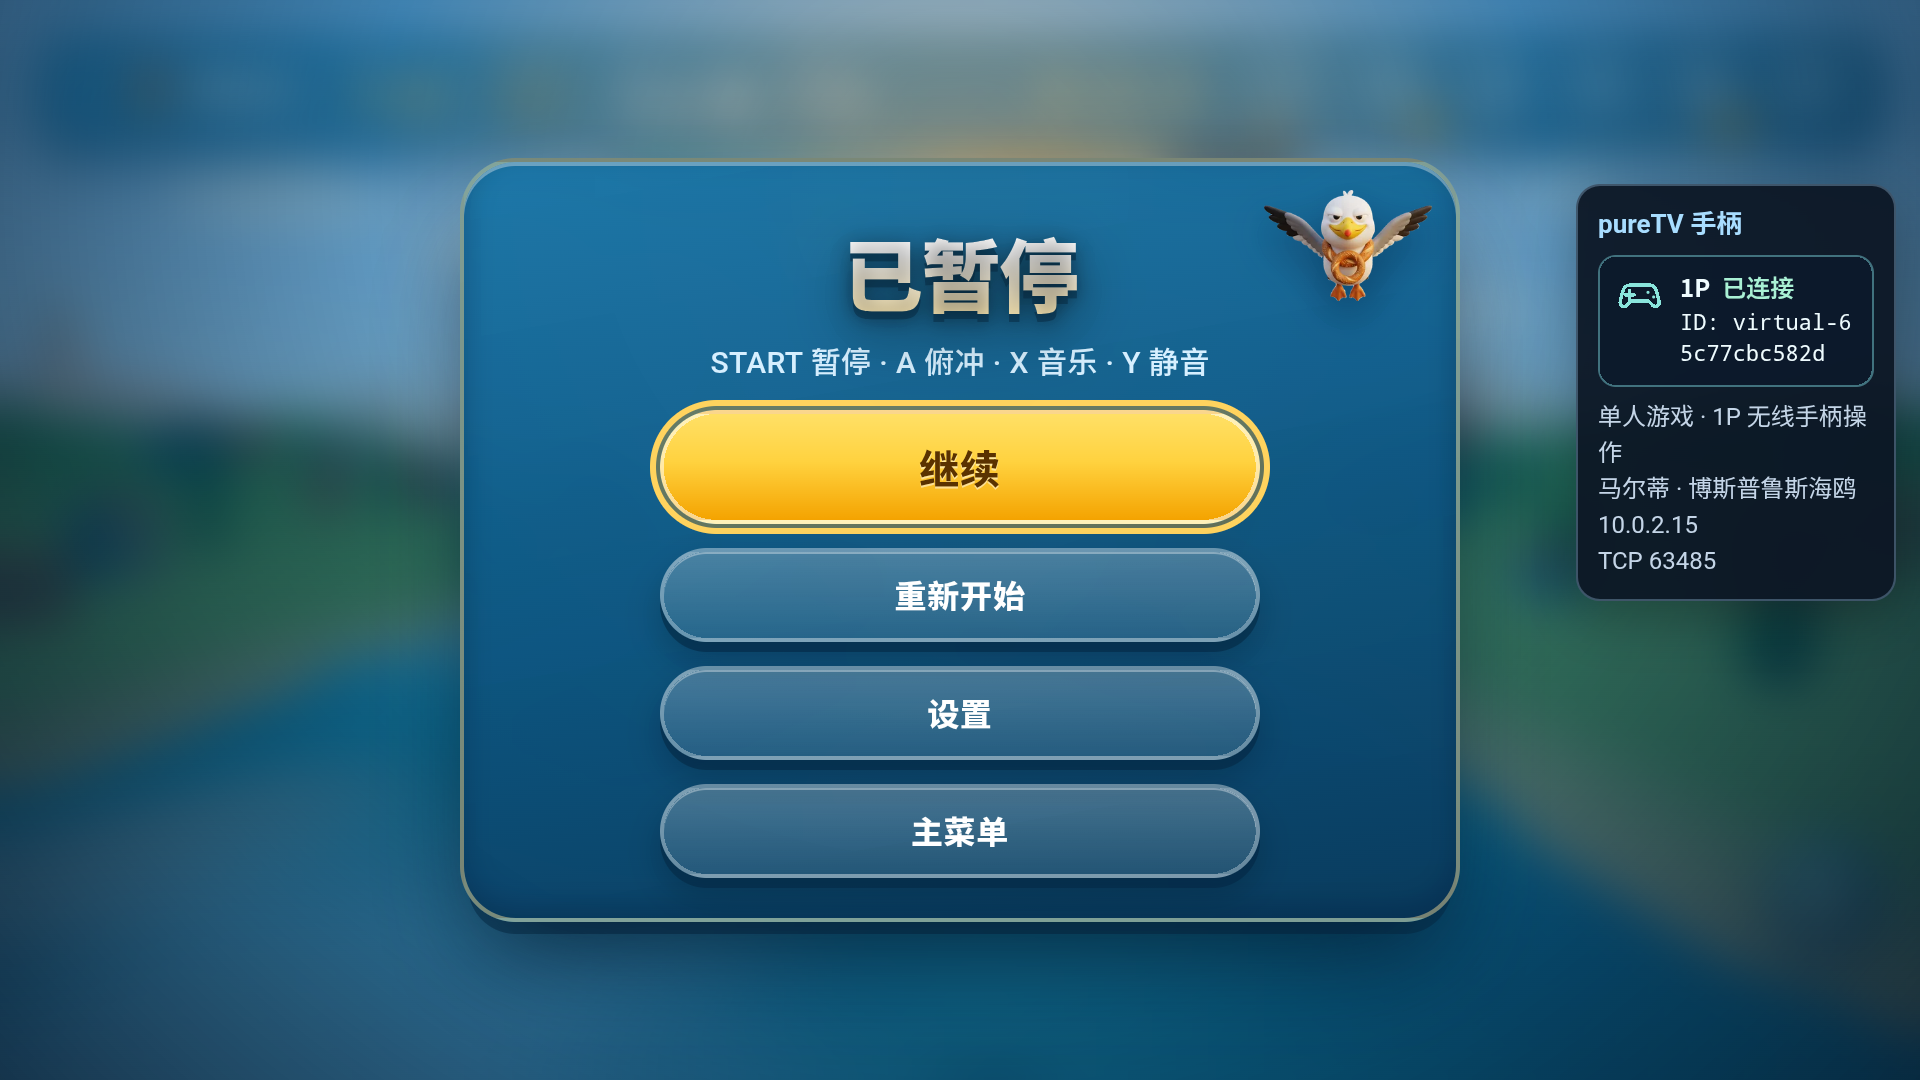 已暂停
START 暂停 · A 俯冲 · X 音乐 · Y 静音
继续
重新开始
设置
主菜单
pureTV 手柄
1P 已连接
ID: virtual-6
5c77cbc582d
单人游戏 · 1P 无线手柄操
作
马尔蒂 · 博斯普鲁斯海鸥
10.0.2.15
TCP 63485